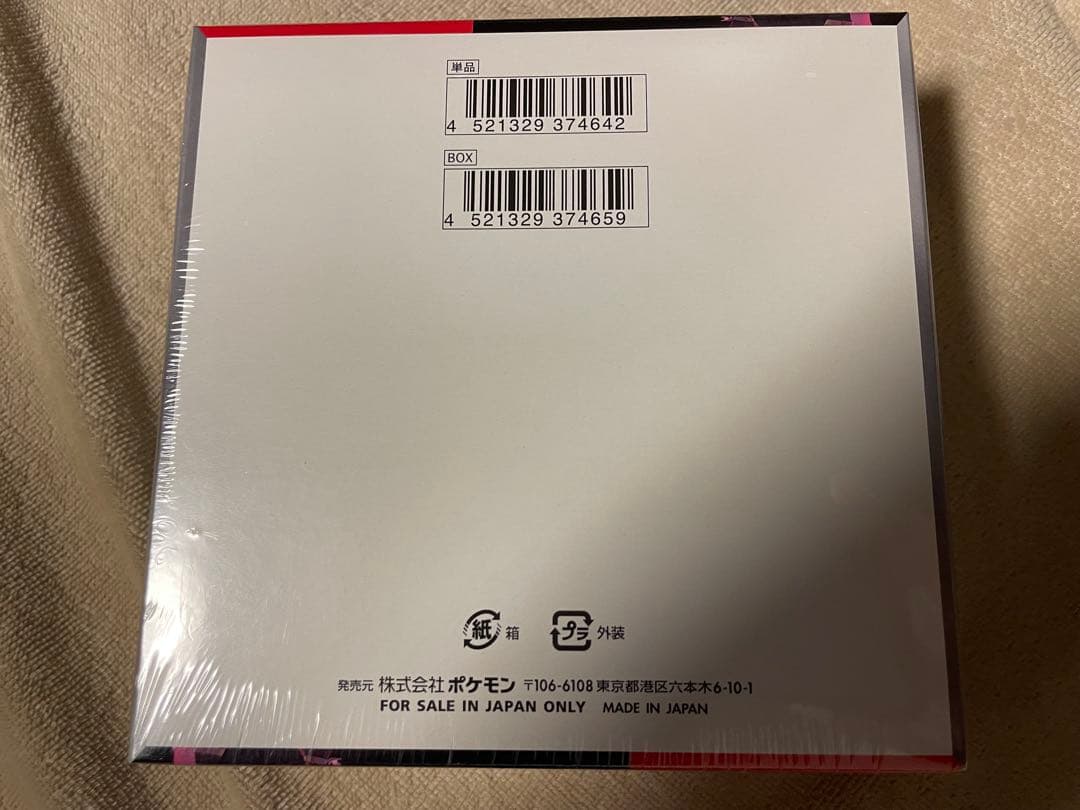 単品
4 521329 374642
BOX
4 521329 374659
紙 箱 プラ 外装
発売元 株式会社ポケモン 〒106-6108 東京都港区六本木6-10-1
FOR SALE IN JAPAN ONLY MADE IN JAPAN